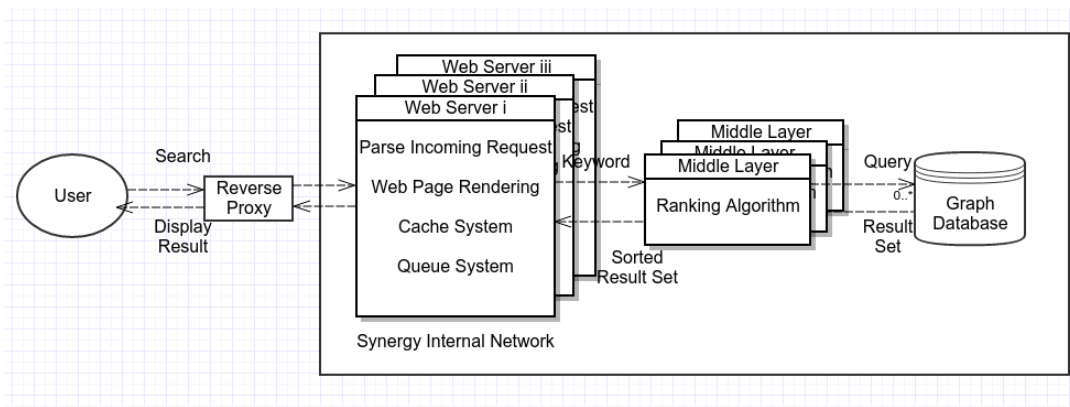 Web Server iii
Web Server ii
Web Server i
est
est
Parse Incoming Request
Web Page Rendering
Cache System
Queue System
Search
User
Reverse
Proxy
Display
Result
Keyword
Middle Layer
Middle Layer
Middle Layer
Ranking Algorithm
Sorted
Result Set
Query
0..*
Result
Set
Graph
Database
Synergy Internal Network